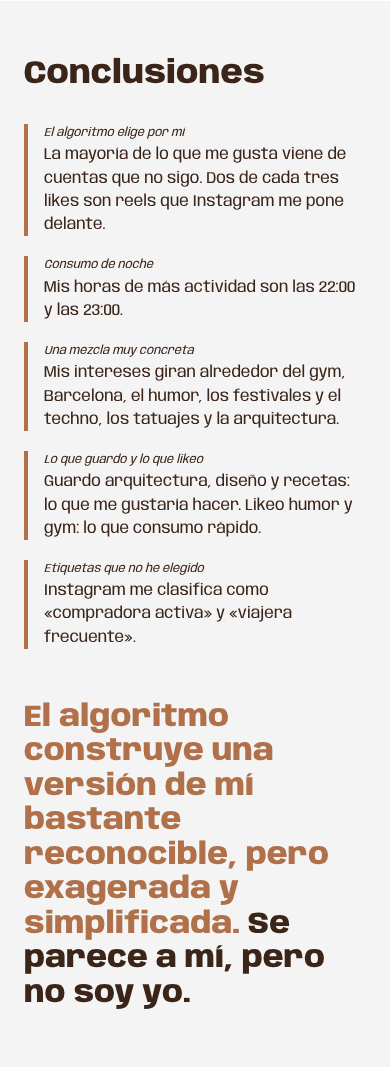 Conclusiones
El algoritmo elige por mí
La mayoría de lo que me gusta viene de
cuentas que no sigo. Dos de cada tres
likes son reels que Instagram me pone
delante.
Consumo de noche
Mis horas de más actividad son las 22:00
y las 23:00.
Una mezcla muy concreta
Mis intereses giran alrededor del gym,
Barcelona, el humor, los festivales y el
techno, los tatuajes y la arquitectura.
Lo que guardo y lo que likeo
Guardo arquitectura, diseño y recetas:
lo que me gustaría hacer. Likeo humor y
gym: lo que consumo rápido.
Etiquetas que no he elegido
Instagram me clasifica como
«compradora activa» y «viajera
frecuente».
El algoritmo
construye una
versión de mí
bastante
reconocible, pero
exagerada y
simplificada. Se
parece a mí, pero
no soy yo.